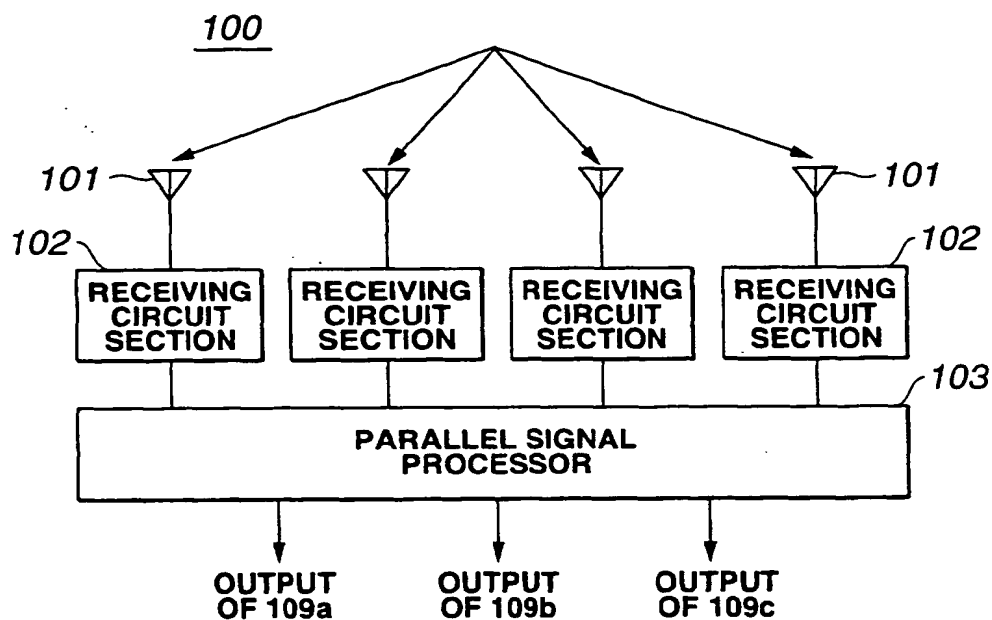 100
101
101
102
102
RECEIVING
CIRCUIT
SECTION
RECEIVING
CIRCUIT
SECTION
RECEIVING
CIRCUIT
SECTION
RECEIVING
CIRCUIT
SECTION
103
PARALLEL SIGNAL
PROCESSOR
OUTPUT
OF 109a
OUTPUT
OF 109b
OUTPUT
OF 109c